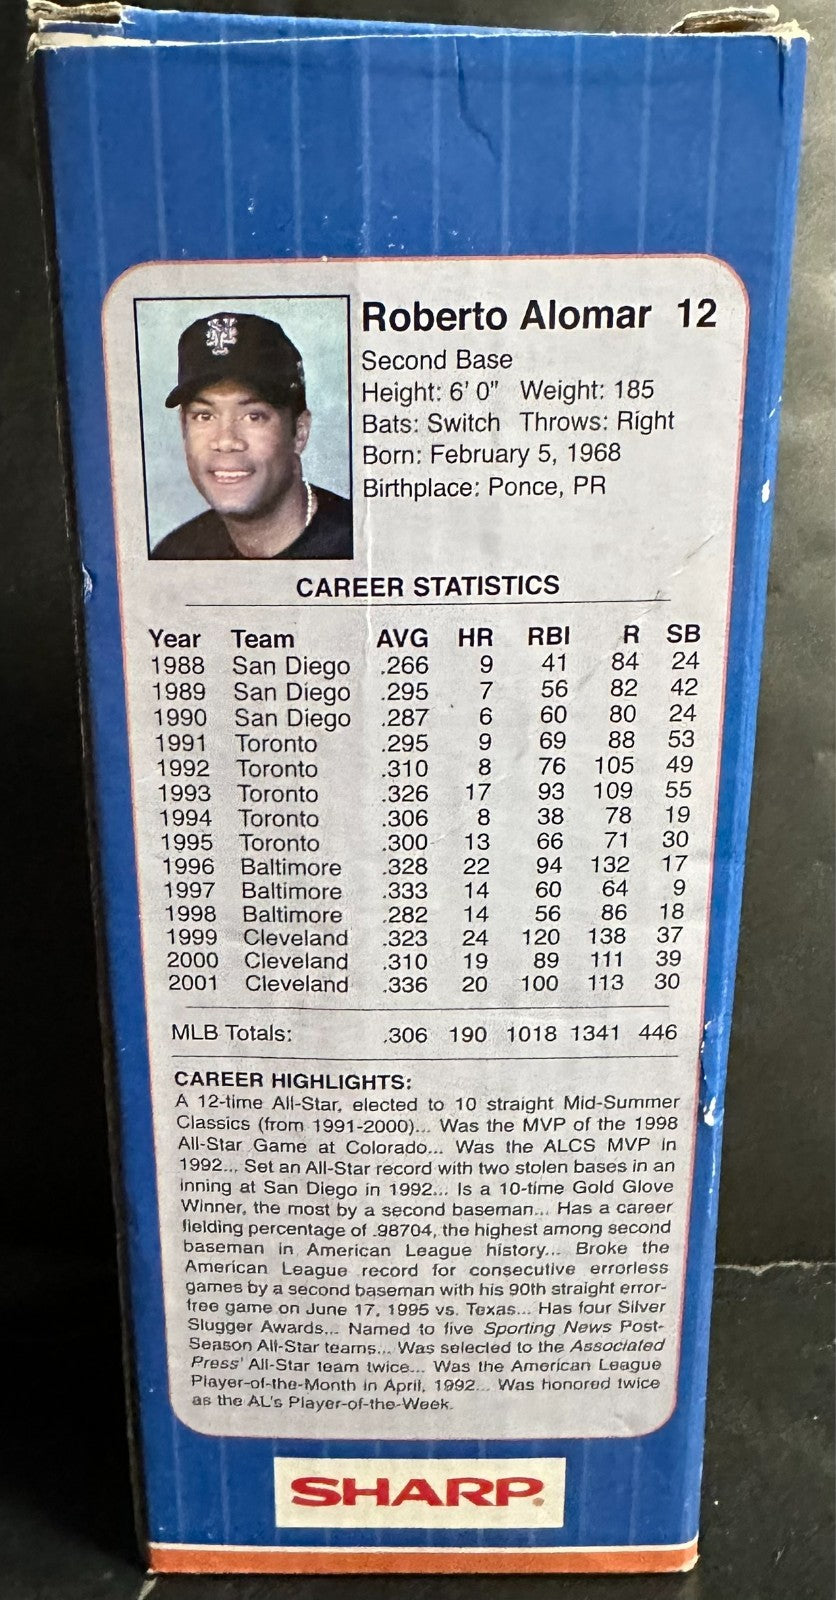 NY
Roberto Alomar 12
Second Base
Height: 6' 0" Weight: 185
Bats: Switch Throws: Right
Born: February 5, 1968
Birthplace: Ponce, PR
CAREER STATISTICS
Year Team AVG HR RBI R SB
1988 San Diego .266 9 41 84 24
1989 San Diego .295 7 56 82 42
1990 San Diego .287 6 60 80 24
1991 Toronto .295 9 69 88 53
1992 Toronto .310 8 76 105 49
1993 Toronto .326 17 93 109 55
1994 Toronto .306 8 38 78 19
1995 Toronto .300 13 66 71 30
1996 Baltimore .328 22 94 132 17
1997 Baltimore .333 14 60 64 9
1998 Baltimore .282 14 56 86 18
1999 Cleveland .323 24 120 138 37
2000 Cleveland .310 19 89 111 39
2001 Cleveland .336 20 100 113 30
MLB Totals: .306 190 1018 1341 446
CAREER HIGHLIGHTS:
A 12-time All-Star, elected to 10 straight Mid-Summer
Classics (from 1991-2000)... Was the MVP of the 1998
All-Star Game at Colorado... Was the ALCS MVP in
1992... Set an All-Star record with two stolen bases in an
inning at San Diego in 1992... Is a 10-time Gold Glove
Winner, the most by a second baseman... Has a career
fielding percentage of .98704, the highest among second
baseman in American League history... Broke the
American League record for consecutive errorless
games by a second baseman with his 90th straight error-
free game on June 17, 1995 vs. Texas... Has four Silver
Slugger Awards... Named to five Sporting News Post-
Season All-Star teams... Was selected to the Associated
Press' All-Star team twice... Was the American League
Player-of-the-Month in April, 1992... Was honored twice
as the AL's Player-of-the-Week.
SHARP.